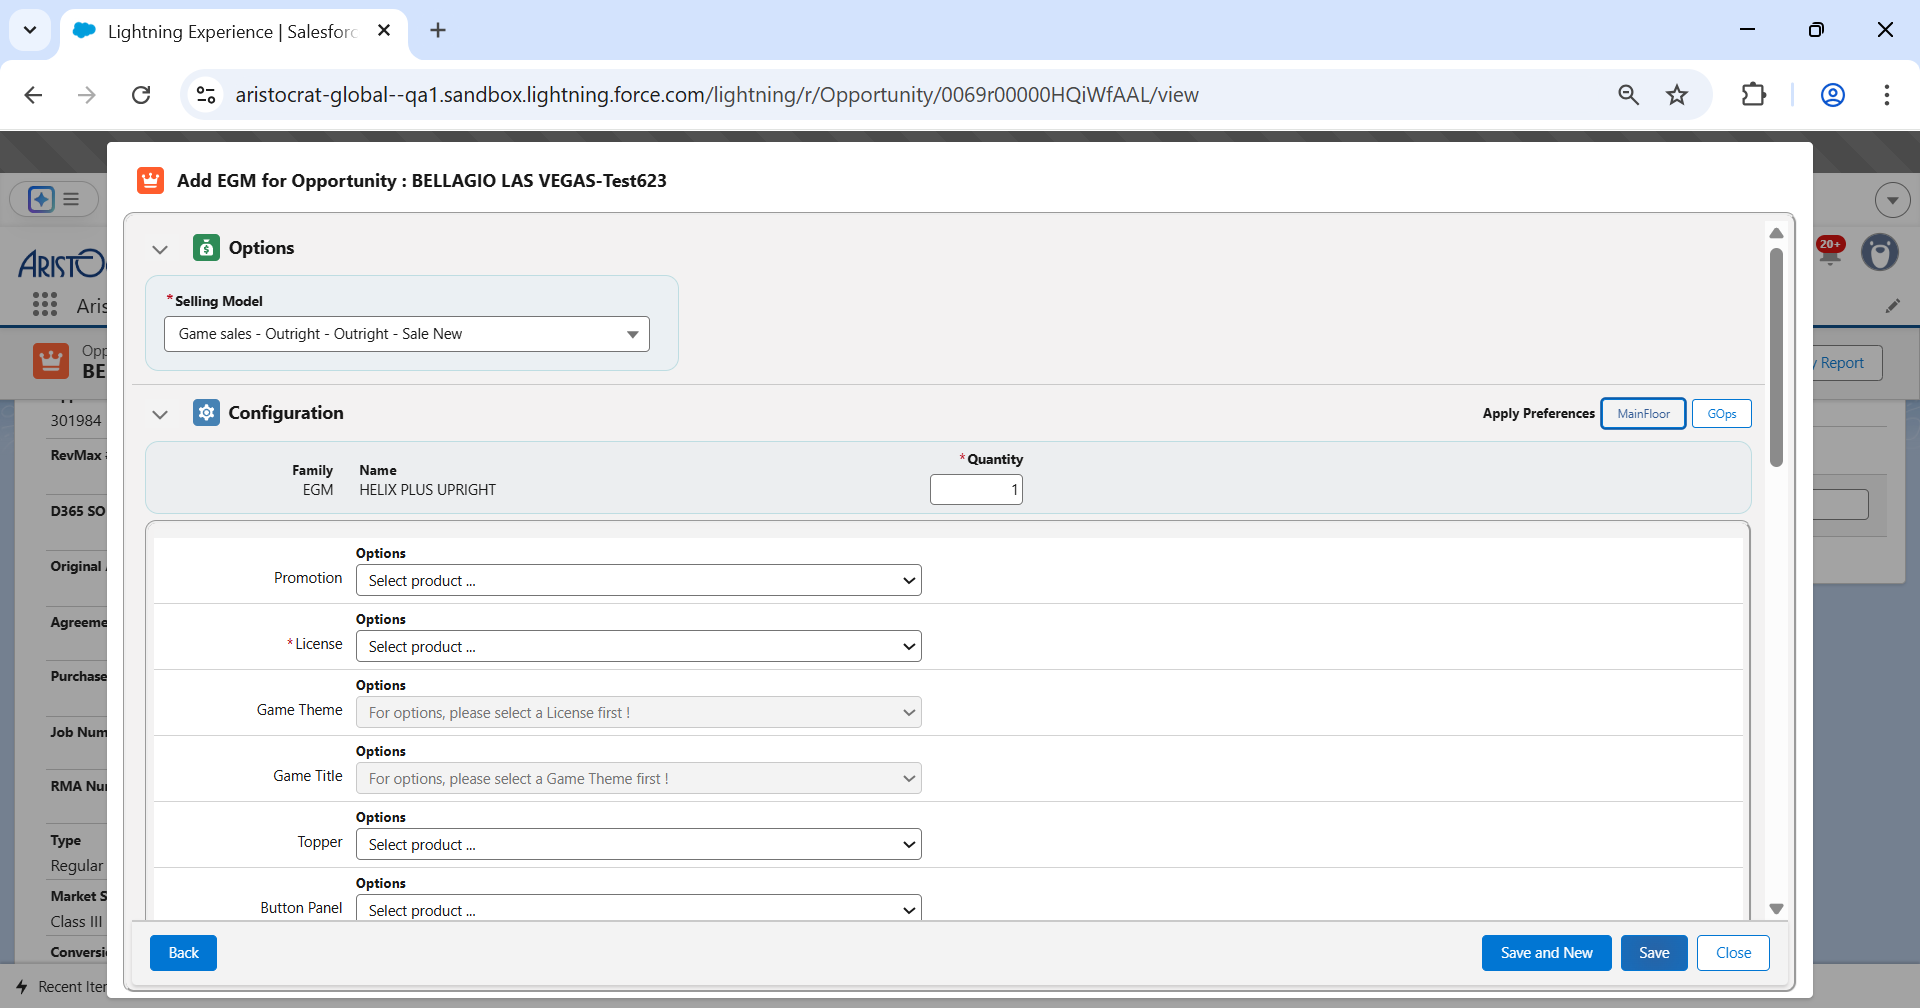 Lightning Experience | Salesforc
aristocrat-global--qa1.sandbox.lightning.force.com/lightning/r/Opportunity/0069r00000HQiWfAAL/view
Add EGM for Opportunity : BELLAGIO LAS VEGAS-Test623
Options
*Selling Model
Game sales - Outright - Outright - Sale New
Configuration
Apply Preferences
MainFloor
GOps
Family
Name
*Quantity
EGM
HELIX PLUS UPRIGHT
1
Options
Promotion
Select product ...
Options
*License
Select product ...
Options
Game Theme
For options, please select a License first !
Options
Game Title
For options, please select a Game Theme first !
Options
Topper
Select product ...
Options
Button Panel
Select product ...
Back
Save and New
Save
Close
ARISTOC
Aris
Opp
BE
301984
RevMax
D365 SO
Original
Agreeme
Purchase
Job Num
RMA Nu
Type
Regular
Market S
Class III
Conversi
Recent Iter
20+
y Report